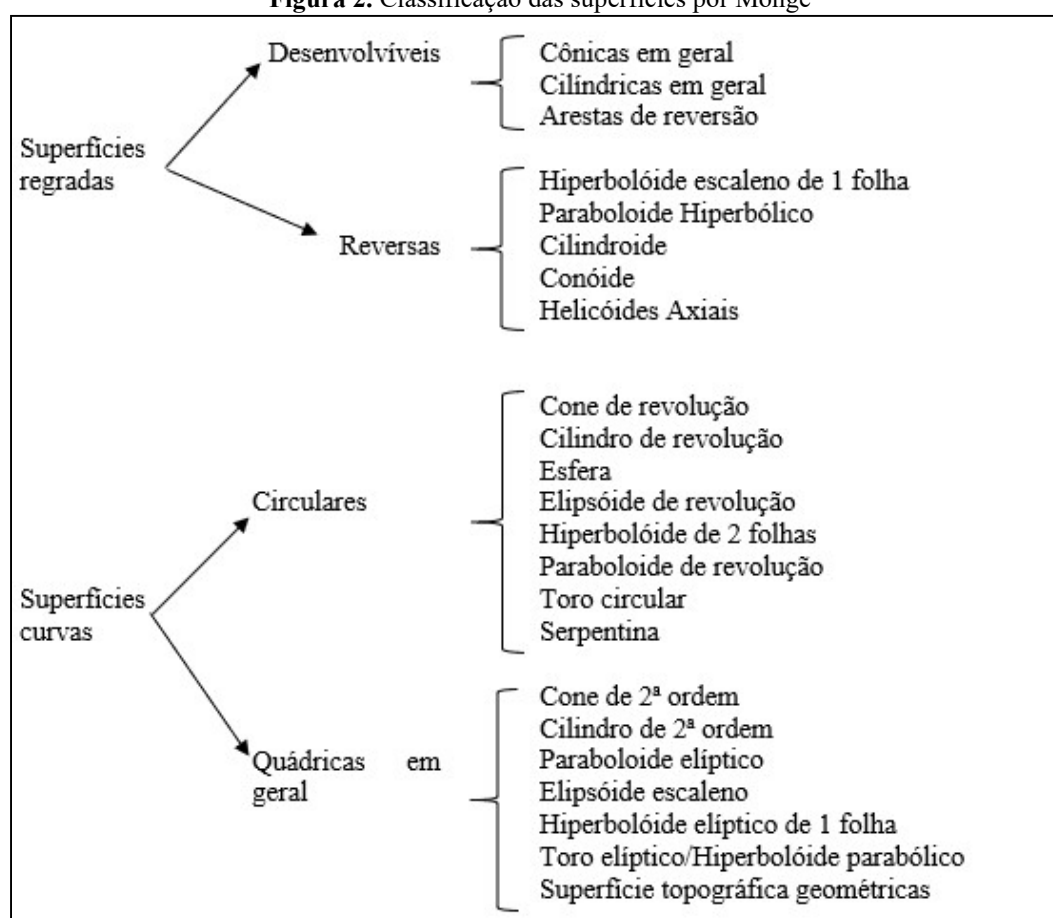 Figura 2. Classificação das superfícies por Monge
Superfícies
regradas
Desenvolvíveis
Cônicas em geral
Cilíndricas em geral
Arestas de reversão
Reversas
Hiperbolóide escaleno de 1 folha
Paraboloide Hiperbólico
Cilindroide
Conóide
Helicóides Axiais
Superfícies
curvas
Circulares
Cone de revolução
Cilindro de revolução
Esfera
Elipsóide de revolução
Hiperbolóide de 2 folhas
Paraboloide de revolução
Toro circular
Serpentina
Quádricas em
geral
Cone de 2ª ordem
Cilindro de 2ª ordem
Paraboloide elíptico
Elipsóide escaleno
Hiperbolóide elíptico de 1 folha
Toro elíptico/Hiperbolóide parabólico
Superfície topográfica geométricas